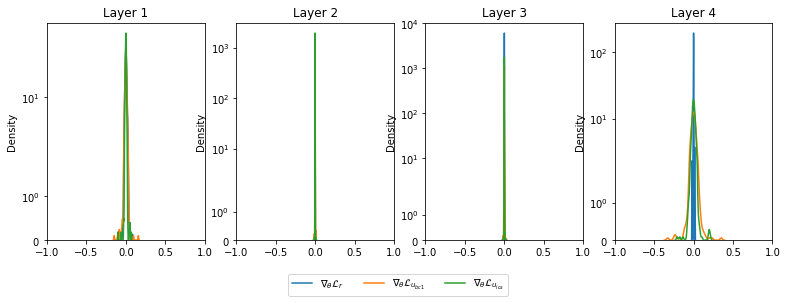 Layer 1 Layer 2 Layer 3 Layer 4
Density Density Density Density
10¹ 10⁰ 0
10³ 10² 10¹ 10⁰ 0
10⁴ 10³ 10² 10¹ 10⁰ 0
10² 10¹ 10⁰ 0
−1.0 −0.5 0.0 0.5 1.0 −1.0 −0.5 0.0 0.5 1.0 −1.0 −0.5 0.0 0.5 1.0 −1.0 −0.5 0.0 0.5 1.0
∇θℒr ∇θℒu_bc1 ∇θℒu_ics